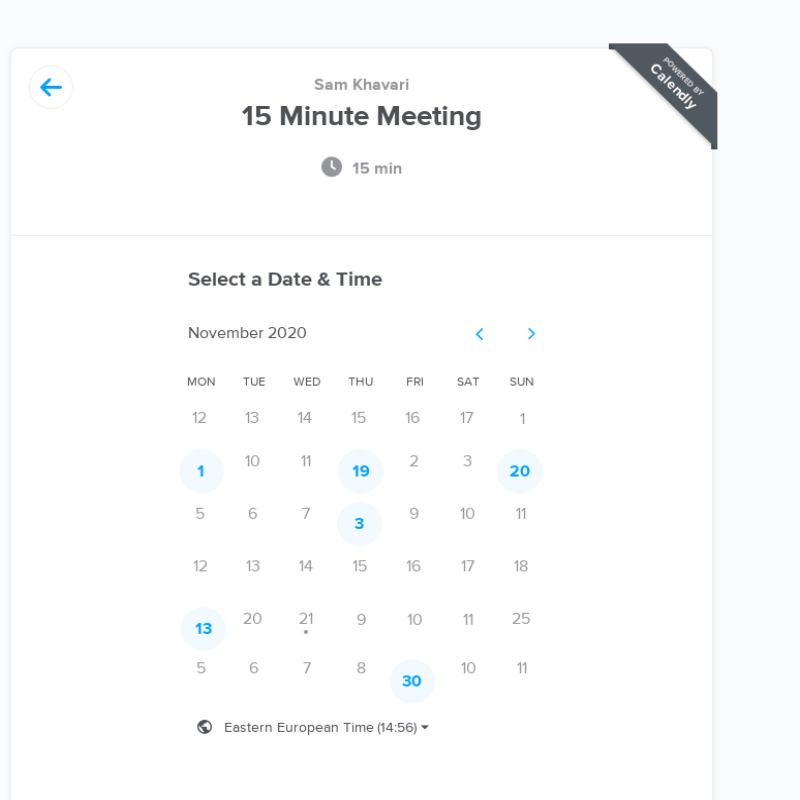 POWERED BY
Calendly
Sam Khavari
15 Minute Meeting
15 min
Select a Date & Time
November 2020
MON TUE WED THU FRI SAT SUN
12 13 14 15 16 17 1
1 10 11 19 2 3 20
5 6 7 3 9 10 11
12 13 14 15 16 17 18
13 20 21 9 10 11 25
5 6 7 8 30 10 11
Eastern European Time (14:56)